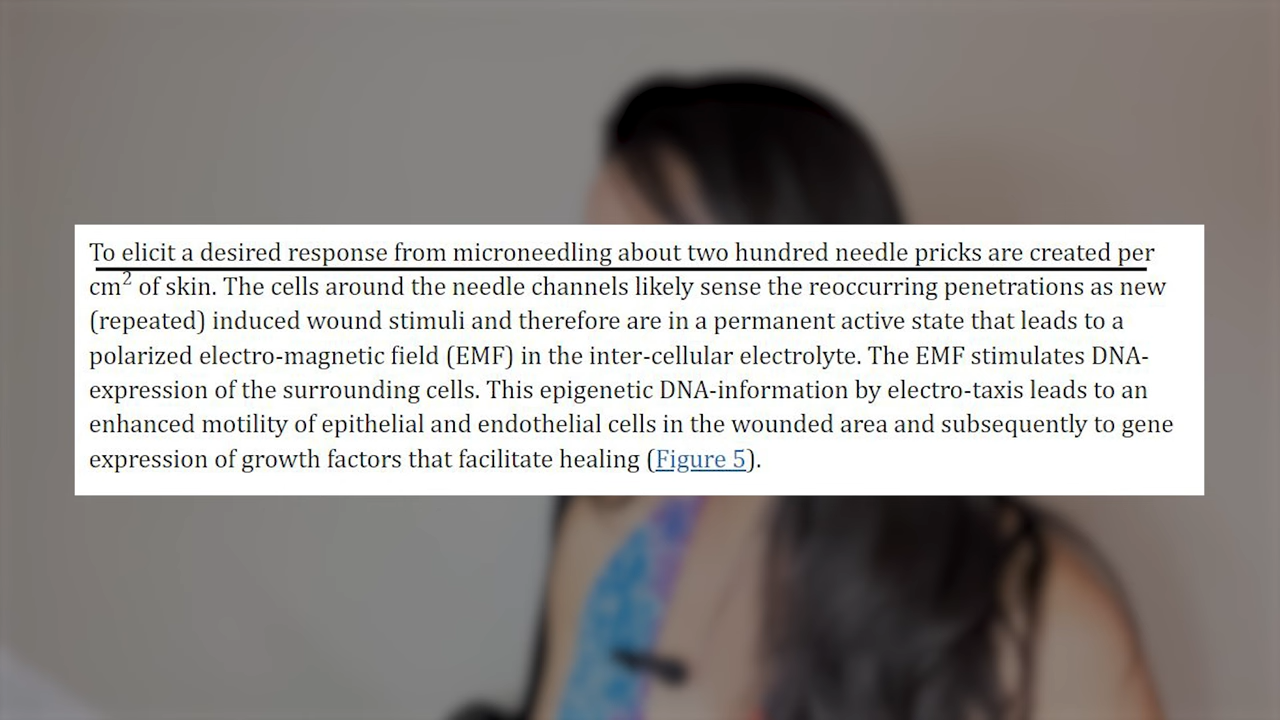 To elicit a desired response from microneedling about two hundred needle pricks are created per
cm² of skin. The cells around the needle channels likely sense the reoccurring penetrations as new
(repeated) induced wound stimuli and therefore are in a permanent active state that leads to a
polarized electro-magnetic field (EMF) in the inter-cellular electrolyte. The EMF stimulates DNA-
expression of the surrounding cells. This epigenetic DNA-information by electro-taxis leads to an
enhanced motility of epithelial and endothelial cells in the wounded area and subsequently to gene
expression of growth factors that facilitate healing (Figure 5).